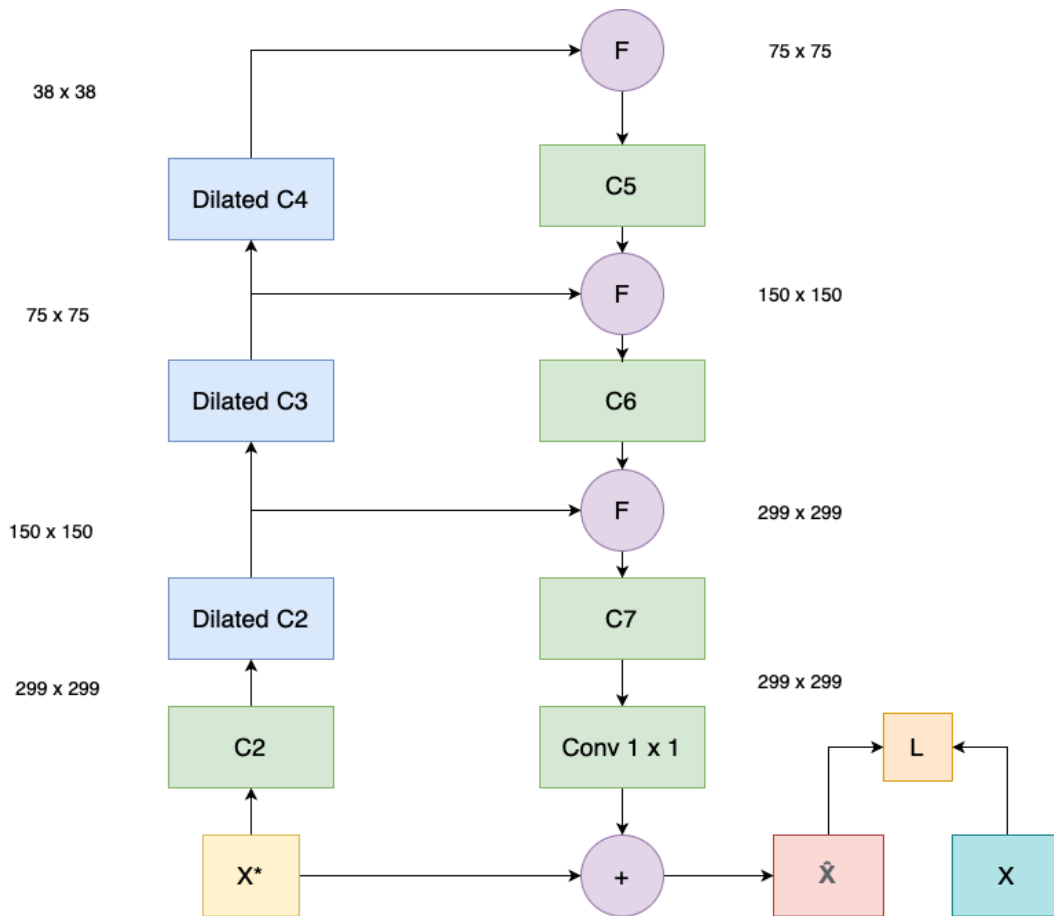 F
75 x 75
38 x 38
Dilated C4
C5
F
150 x 150
75 x 75
Dilated C3
C6
F
299 x 299
150 x 150
Dilated C2
C7
299 x 299
299 x 299
C2
Conv 1 x 1
L
X*
+
X̂
X